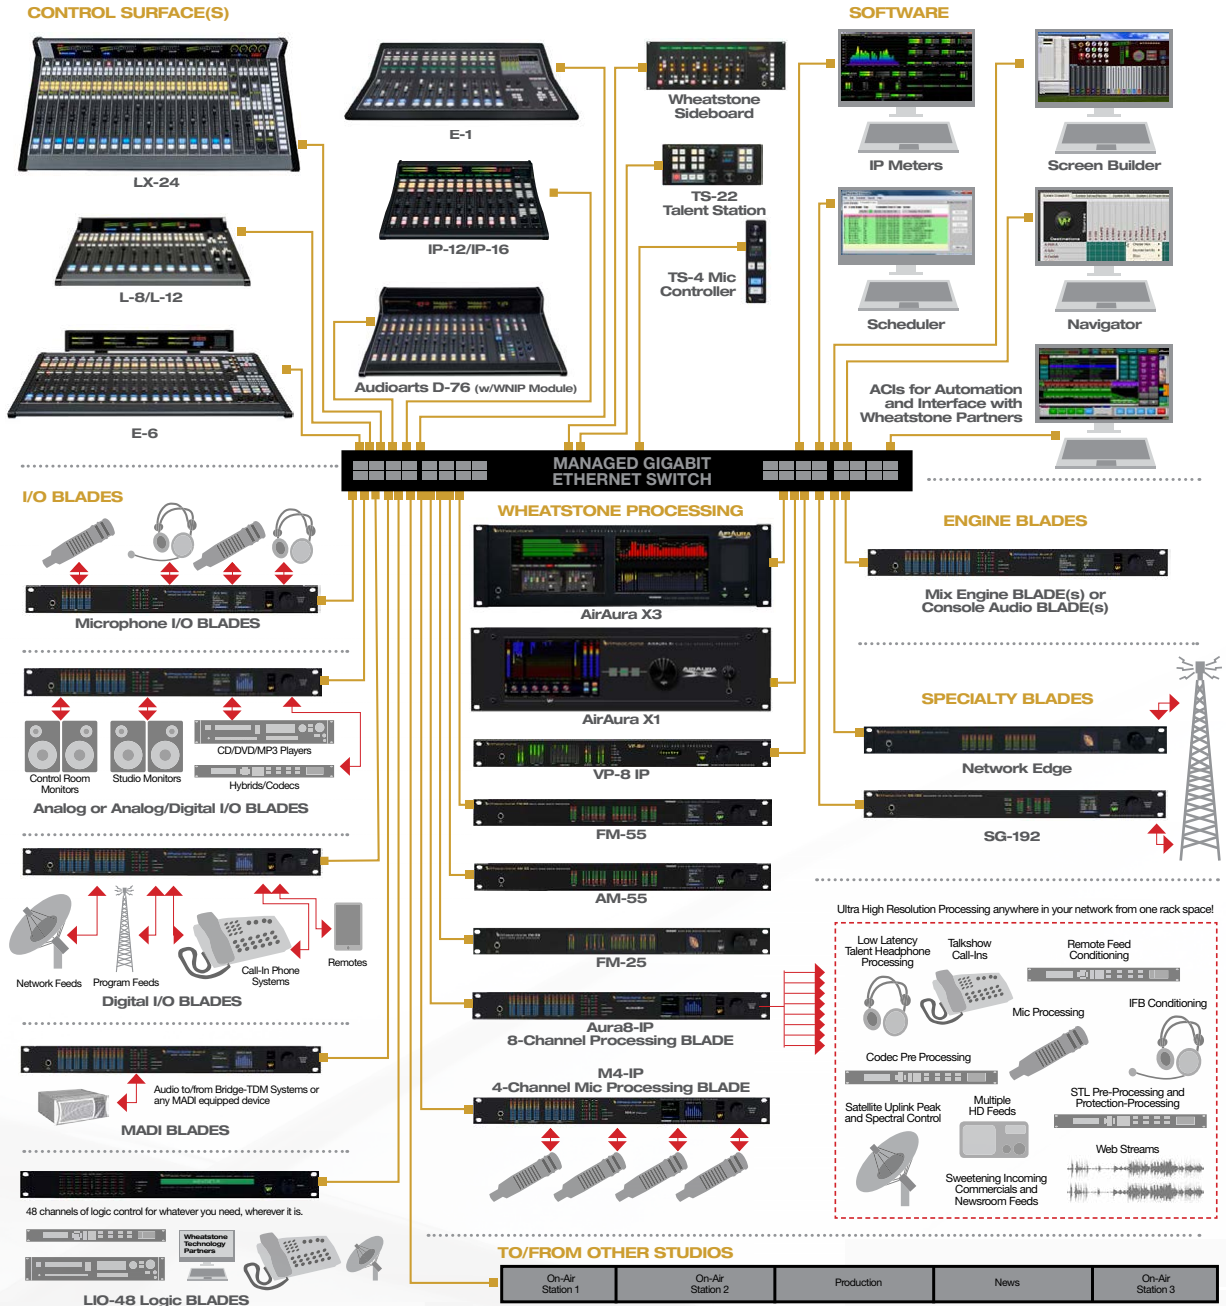 CONTROL SURFACE(S)
LX-24
L-8/L-12
E-6
E-1
IP-12/IP-16
Audioarts D-76 (w/WNIP Module)
Wheatstone
Sideboard
TS-22
Talent Station
TS-4 Mic
Controller
SOFTWARE
IP Meters
Screen Builder
Scheduler
Navigator
ACIs for Automation
and Interface with
Wheatstone Partners
MANAGED GIGABIT
ETHERNET SWITCH
I/O BLADES
Microphone I/O BLADES
Control Room
Monitors
Studio Monitors
CD/DVD/MP3 Players
Hybrids/Codecs
Analog or Analog/Digital I/O BLADES
Network Feeds
Program Feeds
Call-In Phone
Systems
Remotes
Digital I/O BLADES
Audio to/from Bridge-TDM Systems or
any MADI equipped device
MADI BLADES
48 channels of logic control for whatever you need, wherever it is.
Wheatstone
Technology
Partners
LIO-48 Logic BLADES
WHEATSTONE PROCESSING
AirAura X3
AirAura X1
VP-8 IP
FM-55
AM-55
FM-25
Aura8-IP
8-Channel Processing BLADE
M4-IP
4-Channel Mic Processing BLADE
ENGINE BLADES
Mix Engine BLADE(s) or
Console Audio BLADE(s)
SPECIALTY BLADES
Network Edge
SG-192
Ultra High Resolution Processing anywhere in your network from one rack space!
Low Latency
Talent Headphone
Processing
Talkshow
Call-Ins
Remote Feed
Conditioning
Mic Processing
IFB Conditioning
Codec Pre Processing
Satellite Uplink Peak
and Spectral Control
Multiple
HD Feeds
STL Pre-Processing and
Protection-Processing
Web Streams
Sweetening Incoming
Commercials and
Newsroom Feeds
TO/FROM OTHER STUDIOS
On-Air
Station 1
On-Air
Station 2
Production
News
On-Air
Station 3